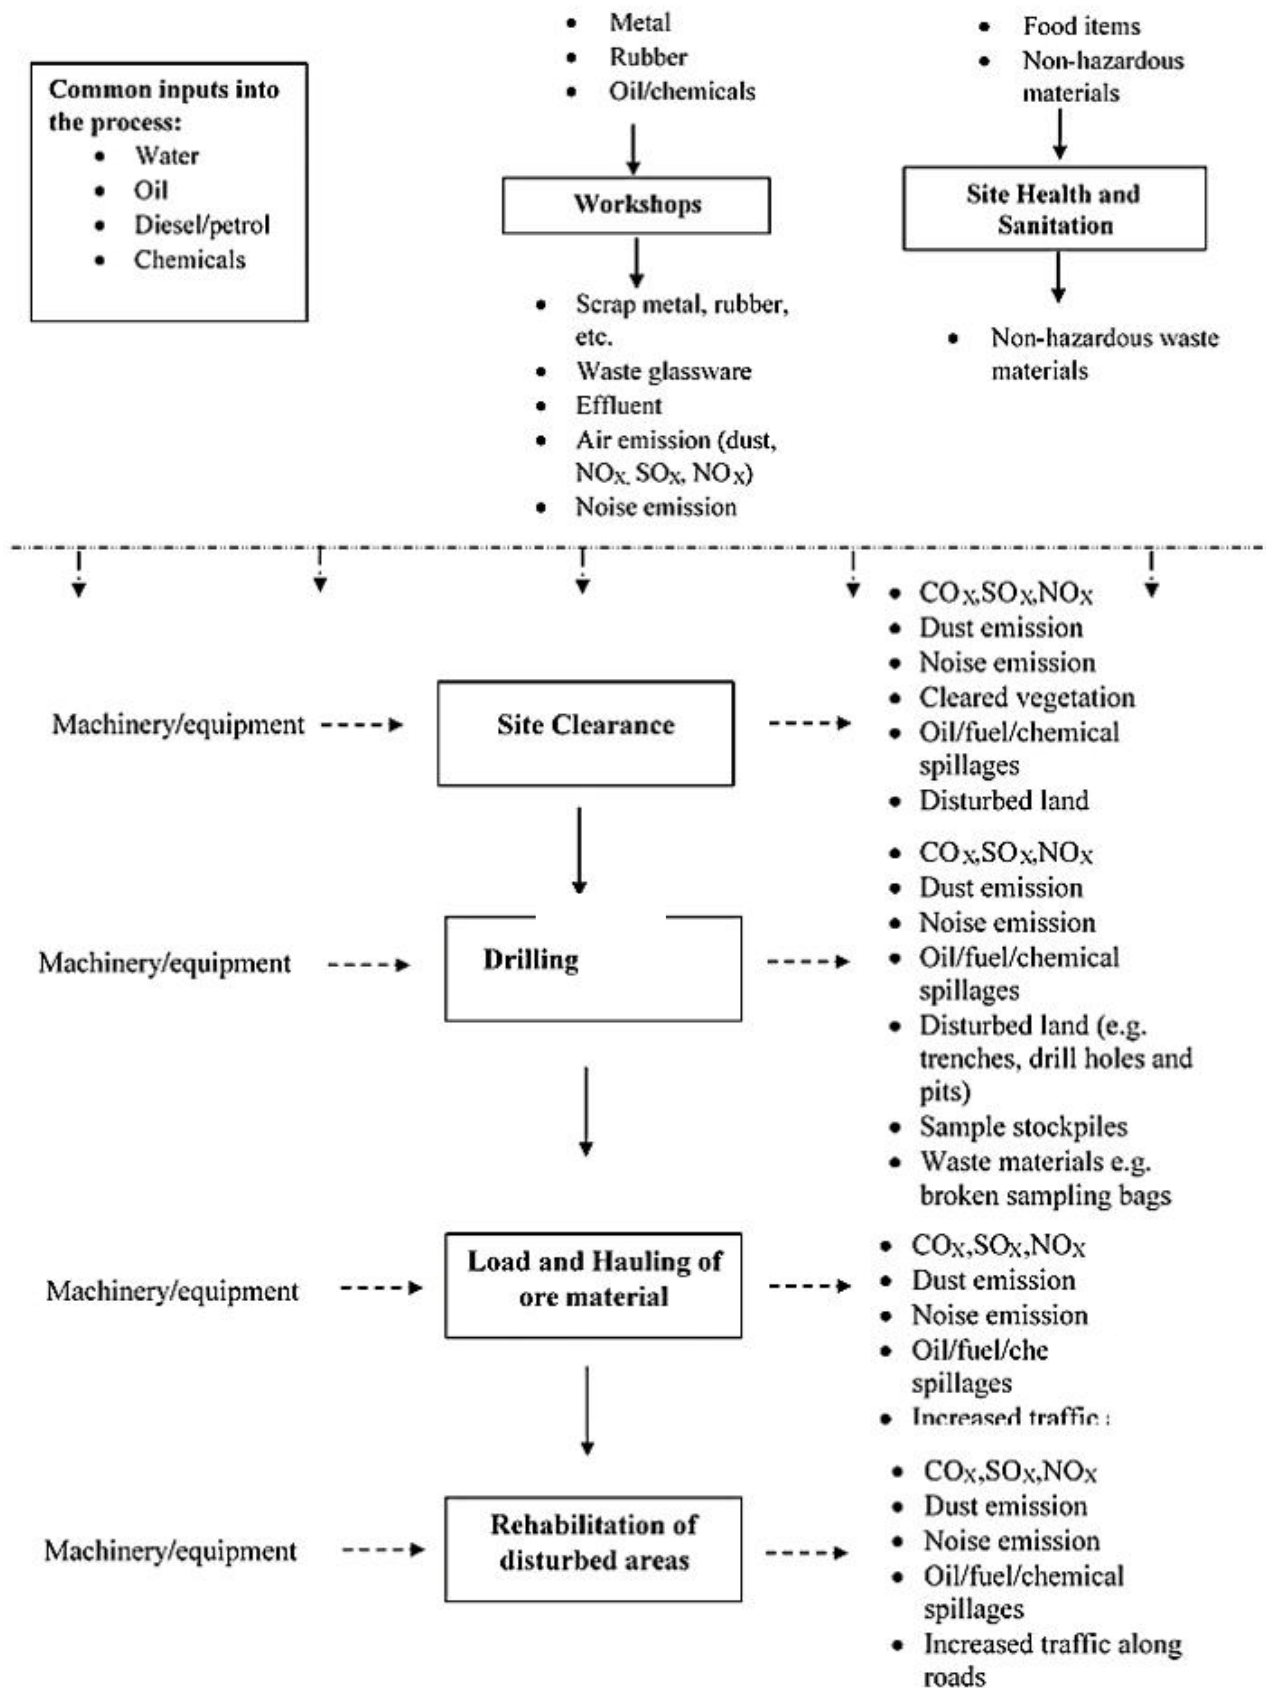 Common inputs into
the process:
• Water
• Oil
• Diesel/petrol
• Chemicals
• Metal
• Rubber
• Oil/chemicals
Workshops
• Scrap metal, rubber,
etc.
• Waste glassware
• Effluent
• Air emission (dust,
NOX, SOX, NOX)
• Noise emission
• Food items
• Non-hazardous
materials
Site Health and
Sanitation
• Non-hazardous waste
materials
Machinery/equipment
Site Clearance
• COX,SOX,NOX
• Dust emission
• Noise emission
• Cleared vegetation
• Oil/fuel/chemical
spillages
• Disturbed land
Machinery/equipment
Drilling
• COX,SOX,NOX
• Dust emission
• Noise emission
• Oil/fuel/chemical
spillages
• Disturbed land (e.g.
trenches, drill holes and
pits)
• Sample stockpiles
• Waste materials e.g.
broken sampling bags
Machinery/equipment
Load and Hauling of
ore material
• COX,SOX,NOX
• Dust emission
• Noise emission
• Oil/fuel/che
spillages
• Increased traffic
Machinery/equipment
Rehabilitation of
disturbed areas
• COX,SOX,NOX
• Dust emission
• Noise emission
• Oil/fuel/chemical
spillages
• Increased traffic along
roads